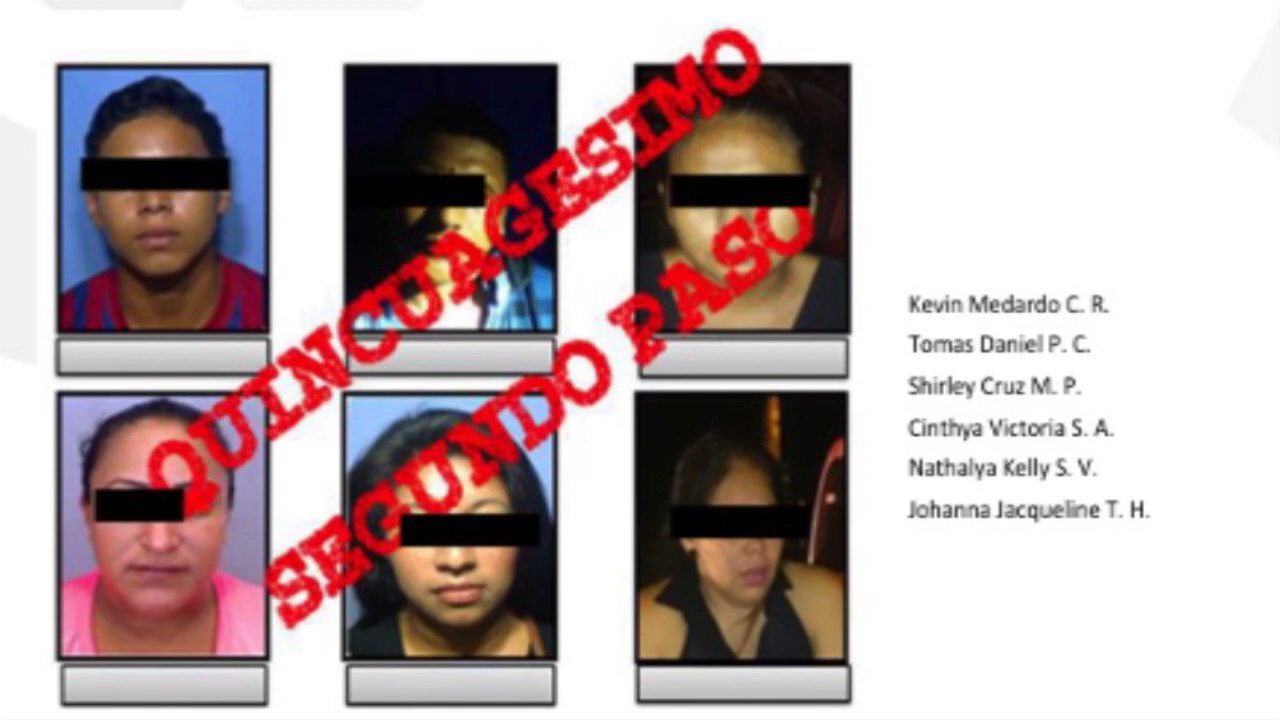 QUINCUAGESIMO
SEGUNDO PASO
Kevin Medardo C. R.
Tomas Daniel P. C.
Shirley Cruz M. P.
Cinthya Victoria S. A.
Nathalya Kelly S. V.
Johanna Jacqueline T. H.